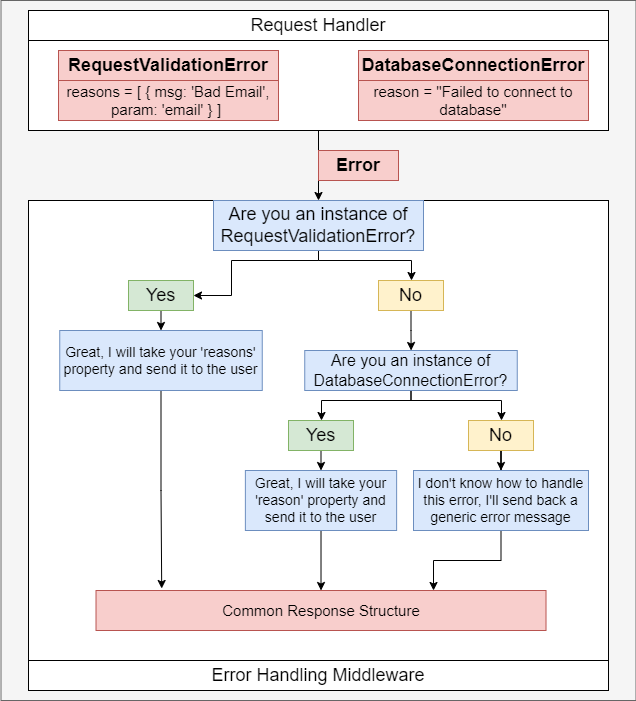 Request Handler
RequestValidationError
reasons = [ { msg: 'Bad Email',
param: 'email' } ]
DatabaseConnectionError
reason = "Failed to connect to
database"
Error
Are you an instance of
RequestValidationError?
Yes
No
Great, I will take your 'reasons'
property and send it to the user
Are you an instance of
DatabaseConnectionError?
Yes
No
Great, I will take your
'reason' property and
send it to the user
I don't know how to handle
this error, I'll send back a
generic error message
Common Response Structure
Error Handling Middleware